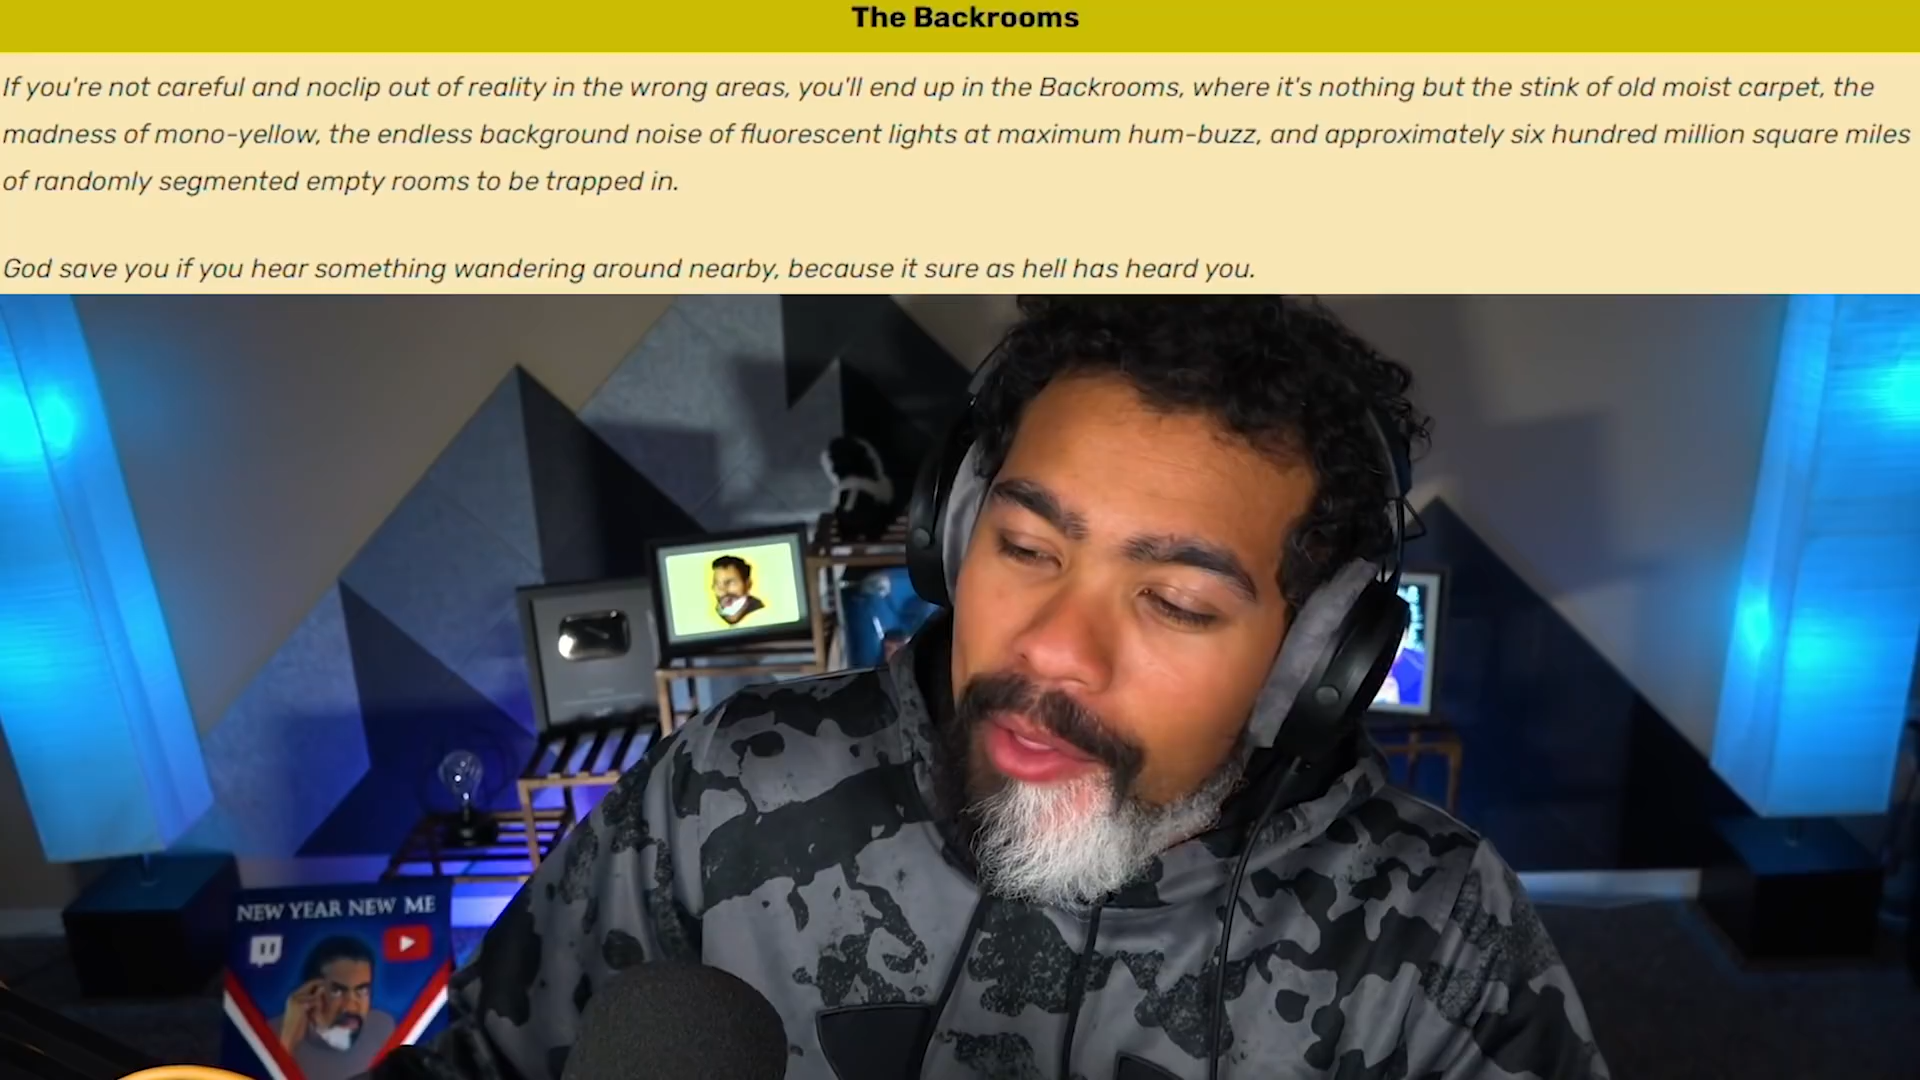 The Backrooms
If you're not careful and noclip out of reality in the wrong areas, you'll end up in the Backrooms, where it's nothing but the stink of old moist carpet, the
madness of mono-yellow, the endless background noise of fluorescent lights at maximum hum-buzz, and approximately six hundred million square miles
of randomly segmented empty rooms to be trapped in.
God save you if you hear something wandering around nearby, because it sure as hell has heard you.
NEW YEAR NEW ME